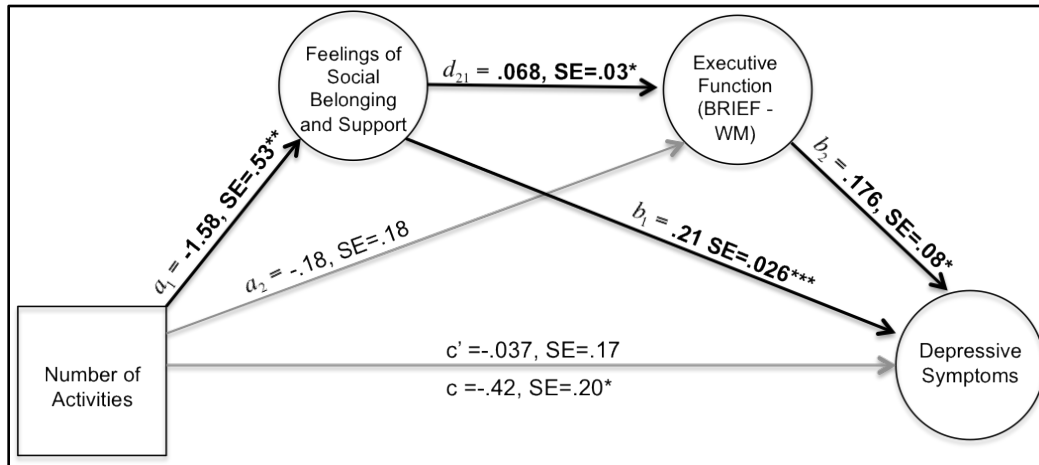 Feelings of
Social
Belonging
and Support
d21 = .068, SE=.03*
Executive
Function
(BRIEF -
WM)
a1 = -1.58, SE=.53**
a2 = -.18, SE=.18
b1 = .21 SE=.026***
b2 = .176, SE=.08*
Number of
Activities
c’ =-.037, SE=.17
c =-.42, SE=.20*
Depressive
Symptoms